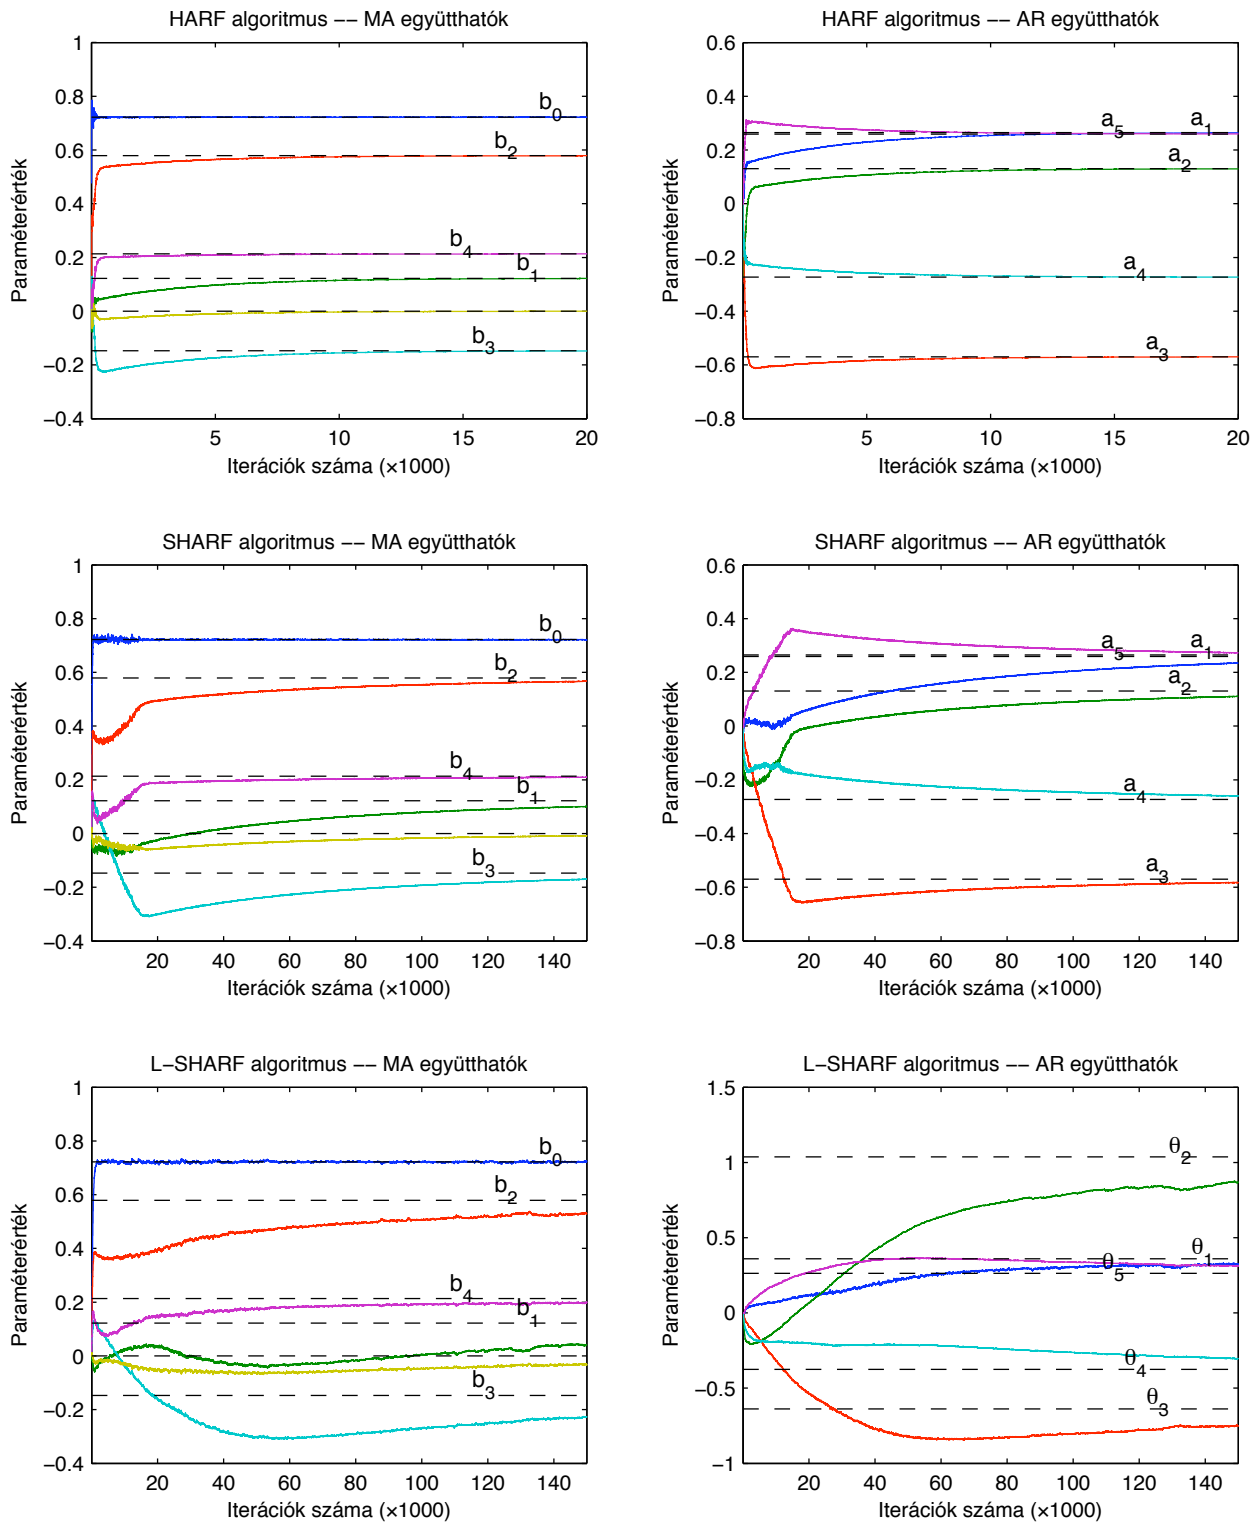 HARF algoritmus −− MA együtthatók
1
0.8
0.6
0.4
0.2
0
−0.2
−0.4
Paraméterérték
b0
b2
b4
b1
b3
5
10
15
20
Iterációk száma (×1000)
HARF algoritmus −− AR együtthatók
0.6
0.4
0.2
0
−0.2
−0.4
−0.6
−0.8
Paraméterérték
a5
a1
a2
a4
a3
5
10
15
20
Iterációk száma (×1000)
SHARF algoritmus −− MA együtthatók
1
0.8
0.6
0.4
0.2
0
−0.2
−0.4
Paraméterérték
b0
b2
b4
b1
b3
20
40
60
80
100
120
140
Iterációk száma (×1000)
SHARF algoritmus −− AR együtthatók
0.6
0.4
0.2
0
−0.2
−0.4
−0.6
−0.8
Paraméterérték
a5
a1
a2
a4
a3
20
40
60
80
100
120
140
Iterációk száma (×1000)
L−SHARF algoritmus −− MA együtthatók
1
0.8
0.6
0.4
0.2
0
−0.2
−0.4
Paraméterérték
b0
b2
b4
b1
b3
20
40
60
80
100
120
140
Iterációk száma (×1000)
L−SHARF algoritmus −− AR együtthatók
1.5
1
0.5
0
−0.5
−1
Paraméterérték
θ2
θ1
θ5
θ4
θ3
20
40
60
80
100
120
140
Iterációk száma (×1000)